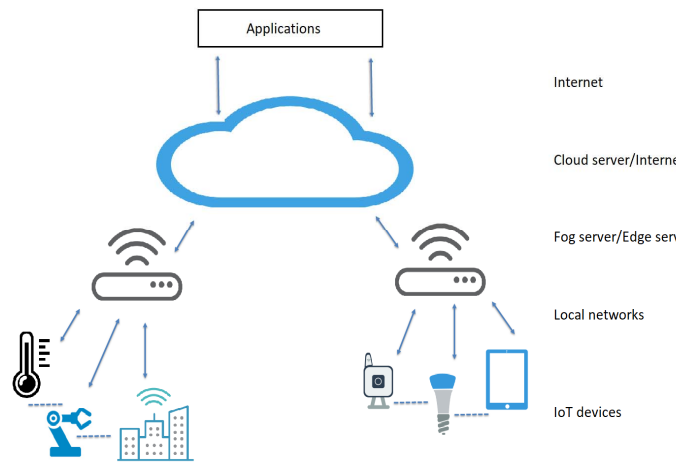 Applications
Internet
Cloud server/Interne
Fog server/Edge serv
Local networks
IoT devices